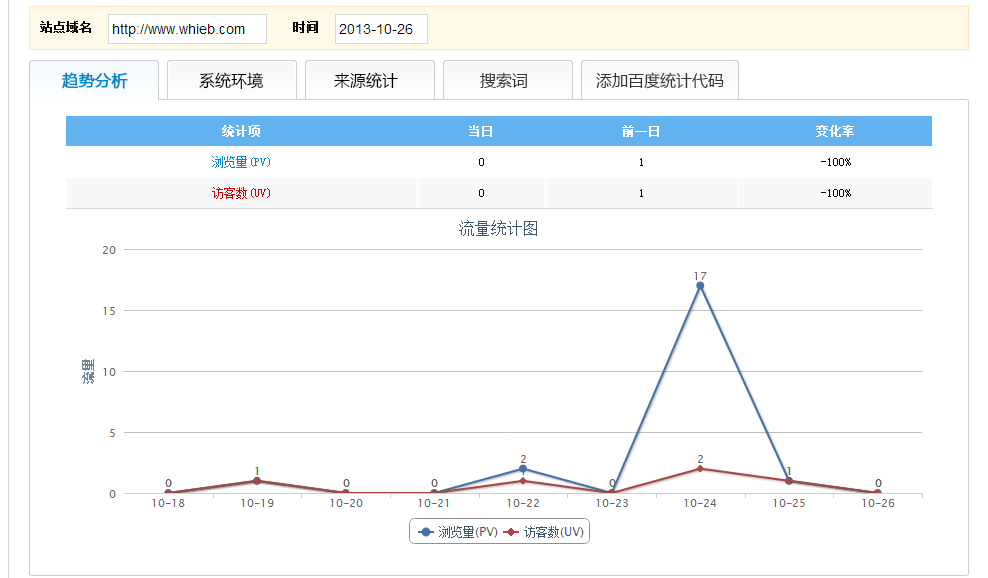 站点域名 http://www.whieb.com 时间 2013-10-26
趋势分析 系统环境 来源统计 搜索词 添加百度统计代码
统计项 当日 前一日 变化率
浏览量(PV) 0 1 -100%
访客数(UV) 0 1 -100%
流量统计图
20
15
10
5
0
流量
0 1 0 0 2 0 17 2 1 0
10-18 10-19 10-20 10-21 10-22 10-23 10-24 10-25 10-26
浏览量(PV) 访客数(UV)